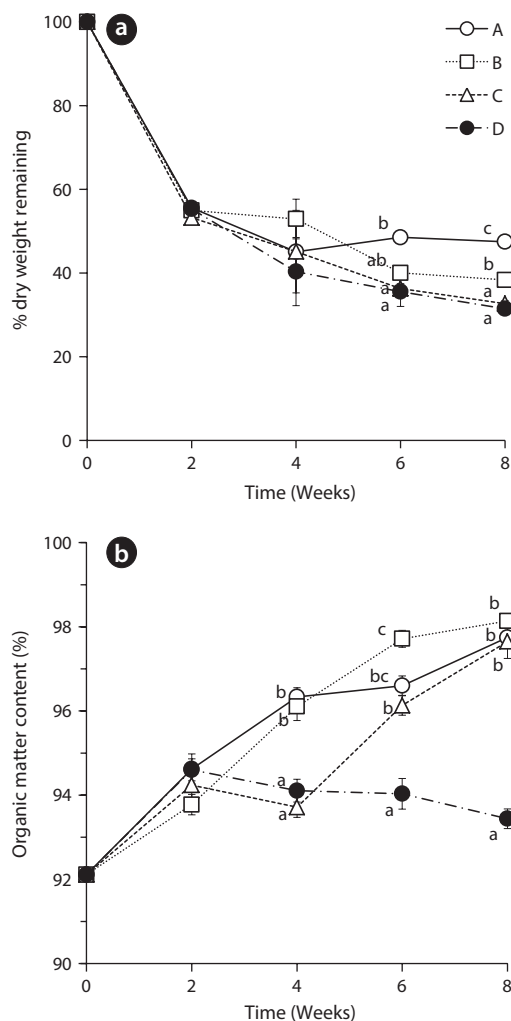 a
100
80
60
40
20
0
% dry weight remaining
A
B
C
D
b
c
ab
b
a
a
a
a
0 2 4 6 8
Time (Weeks)
b
100
98
96
94
92
90
Organic matter content (%)
b
c
b
bc
b
b
b
b
a
a
a
a
0 2 4 6 8
Time (Weeks)